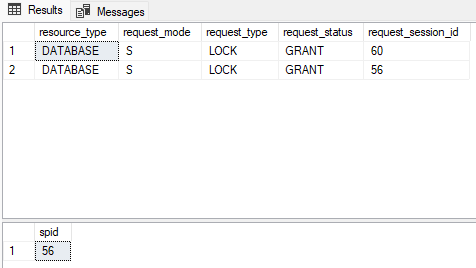 Results Messages
resource_type request_mode request_type request_status request_session_id
1 DATABASE S LOCK GRANT 60
2 DATABASE S LOCK GRANT 56
spid
1 56